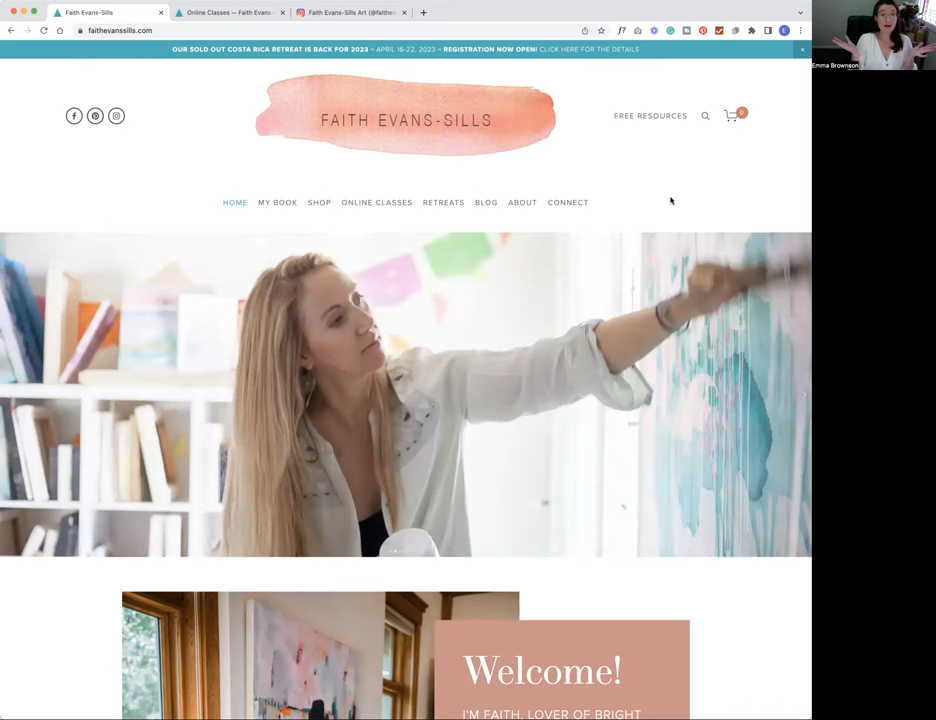 Faith Evans-Sills
Online Classes — Faith Evans-
Faith Evans-Sills Art (@faithev
faithevanssills.com
OUR SOLD OUT COSTA RICA RETREAT IS BACK FOR 2023 ~ APRIL 16-22, 2023 ~ REGISTRATION NOW OPEN! CLICK HERE FOR THE DETAILS
Emma Brownson
FAITH EVANS-SILLS
FREE RESOURCES
0
HOME MY BOOK SHOP ONLINE CLASSES RETREATS BLOG ABOUT CONNECT
Welcome!
I'M FAITH, LOVER OF BRIGHT